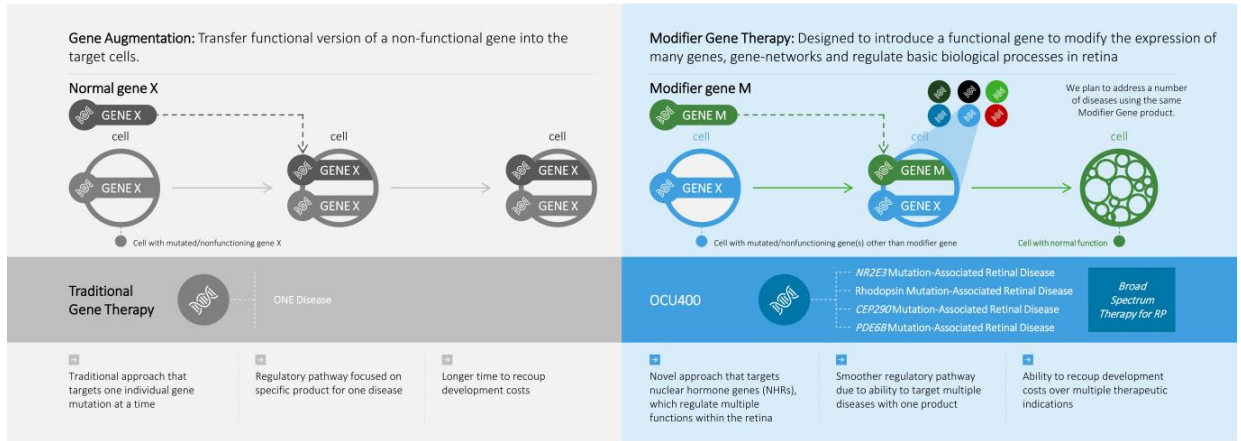 Gene Augmentation: Transfer functional version of a non-functional gene into the
target cells.
Normal gene X
GENE X
cell
GENE X
cell
GENE X
GENE X
cell
GENE X
GENE X
Cell with mutated/nonfunctioning gene X
Traditional
Gene Therapy
ONE Disease
Traditional approach that
targets one individual gene
mutation at a time
Regulatory pathway focused on
specific product for one disease
Longer time to recoup
development costs
Modifier Gene Therapy: Designed to introduce a functional gene to modify the expression of
many genes, gene-networks and regulate basic biological processes in retina
Modifier gene M
GENE M
We plan to address a number
of diseases using the same
Modifier Gene product.
cell
GENE X
cell
GENE M
GENE X
cell
Cell with mutated/nonfunctioning gene(s) other than modifier gene
Cell with normal function
OCU400
NR2E3 Mutation-Associated Retinal Disease
Rhodopsin Mutation-Associated Retinal Disease
CEP290 Mutation-Associated Retinal Disease
PDE6B Mutation-Associated Retinal Disease
Broad
Spectrum
Therapy for RP
Novel approach that targets
nuclear hormone genes (NHRs),
which regulate multiple
functions within the retina
Smoother regulatory pathway
due to ability to target multiple
diseases with one product
Ability to recoup development
costs over multiple therapeutic
indications